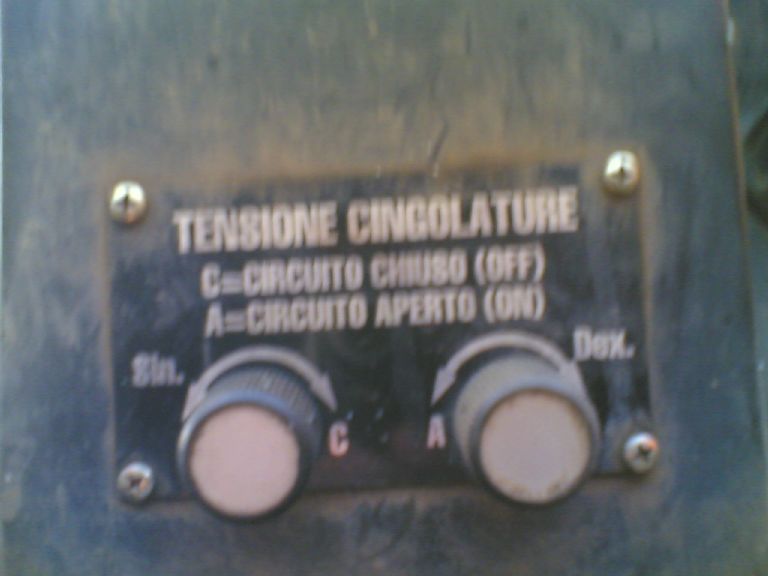 TENSIONE CINGOLATURE
C=CIRCUITO CHIUSO (OFF)
A=CIRCUITO APERTO (ON)
Sin.
Dex.
C
A